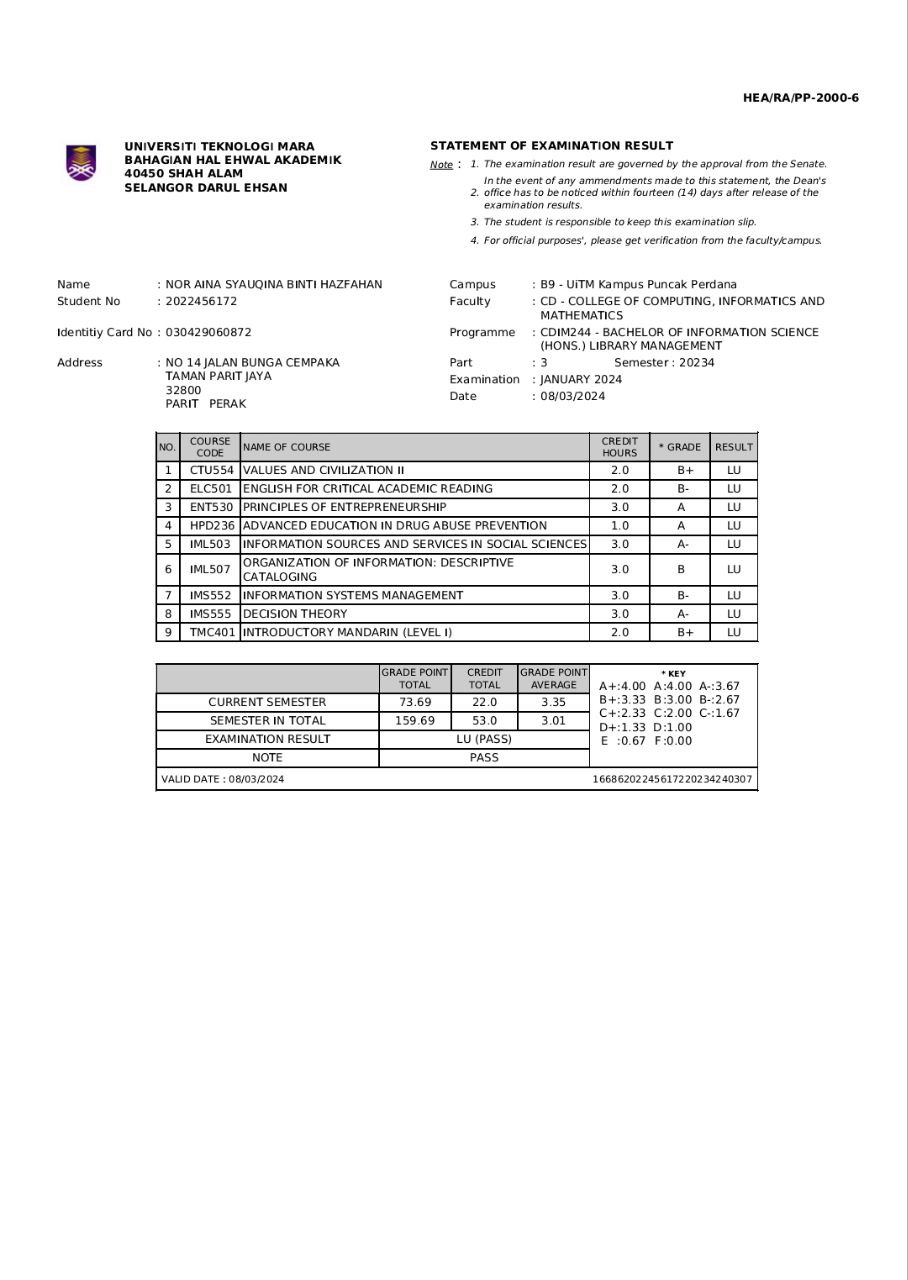 HEA/RA/PP-2000-6
UNIVERSITI TEKNOLOGI MARA
BAHAGIAN HAL EHWAL AKADEMIK
40450 SHAH ALAM
SELANGOR DARUL EHSAN
STATEMENT OF EXAMINATION RESULT
Note : 1. The examination result are governed by the approval from the Senate.
2. In the event of any ammendments made to this statement, the Dean's
office has to be noticed within fourteen (14) days after release of the
examination results.
3. The student is responsible to keep this examination slip.
4. For official purposes', please get verification from the faculty/campus.
Name : NOR AINA SYAUQINA BINTI HAZFAHAN
Student No : 2022456172
Identitiy Card No : 030429060872
Address : NO 14 JALAN BUNGA CEMPAKA
TAMAN PARIT JAYA
32800
PARIT PERAK
Campus : B9 - UiTM Kampus Puncak Perdana
Faculty : CD - COLLEGE OF COMPUTING, INFORMATICS AND
MATHEMATICS
Programme : CDIM244 - BACHELOR OF INFORMATION SCIENCE
(HONS.) LIBRARY MANAGEMENT
Part : 3 Semester : 20234
Examination : JANUARY 2024
Date : 08/03/2024
NO. COURSE CODE NAME OF COURSE CREDIT HOURS * GRADE RESULT
1 CTU554 VALUES AND CIVILIZATION II 2.0 B+ LU
2 ELC501 ENGLISH FOR CRITICAL ACADEMIC READING 2.0 B- LU
3 ENT530 PRINCIPLES OF ENTREPRENEURSHIP 3.0 A LU
4 HPD236 ADVANCED EDUCATION IN DRUG ABUSE PREVENTION 1.0 A LU
5 IML503 INFORMATION SOURCES AND SERVICES IN SOCIAL SCIENCES 3.0 A- LU
6 IML507 ORGANIZATION OF INFORMATION: DESCRIPTIVE CATALOGING 3.0 B LU
7 IMS552 INFORMATION SYSTEMS MANAGEMENT 3.0 B- LU
8 IMS555 DECISION THEORY 3.0 A- LU
9 TMC401 INTRODUCTORY MANDARIN (LEVEL I) 2.0 B+ LU
GRADE POINT TOTAL CREDIT TOTAL GRADE POINT AVERAGE
CURRENT SEMESTER 73.69 22.0 3.35
SEMESTER IN TOTAL 159.69 53.0 3.01
EXAMINATION RESULT LU (PASS)
NOTE PASS
* KEY
A+:4.00 A:4.00 A-:3.67
B+:3.33 B:3.00 B-:2.67
C+:2.33 C:2.00 C-:1.67
D+:1.33 D:1.00
E :0.67 F:0.00
VALID DATE : 08/03/2024 1668620224561722023424​0307